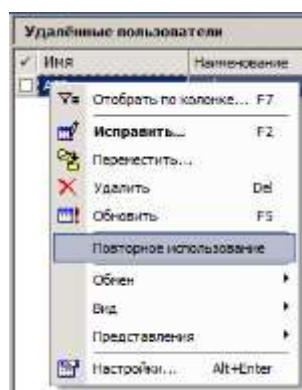 Удалённые пользователи
Имя Наименование
Отобрать по колонке... F7
Исправить... F2
Переместить...
Удалить Del
Обновить F5
Повторное использование
Обмен
Вид
Представления
Настройки... Alt+Enter